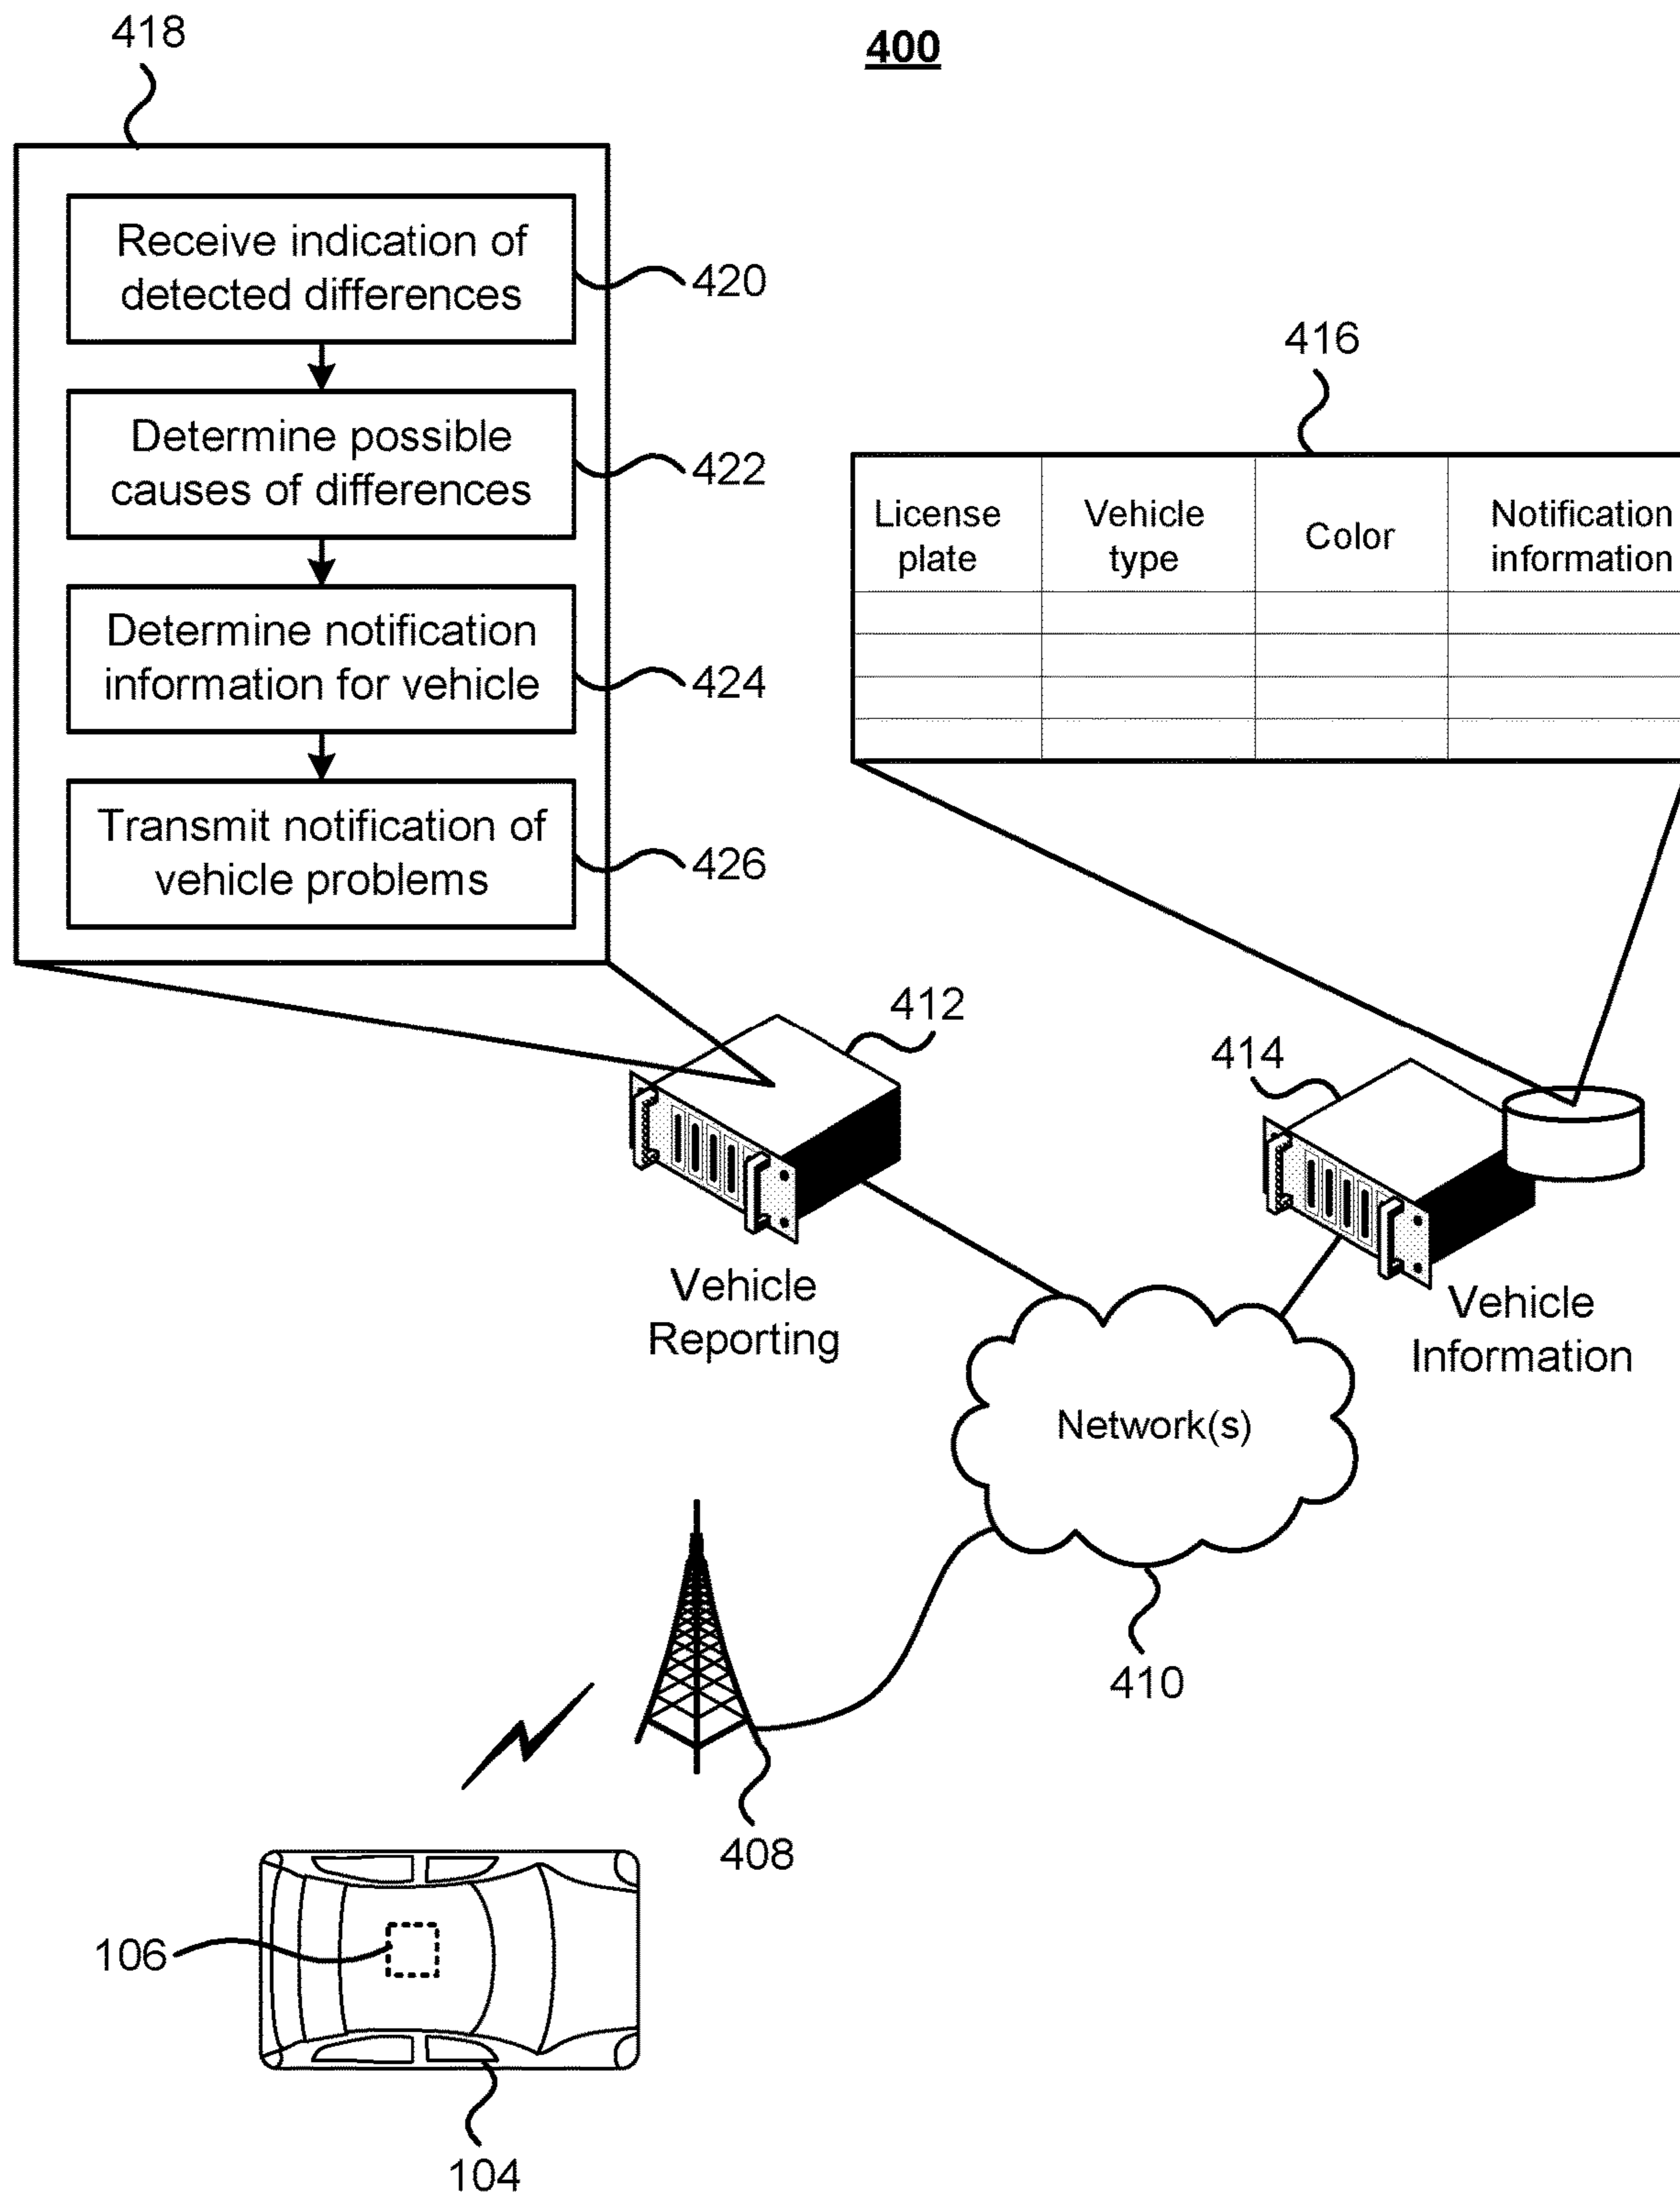 400
418
Receive indication of
detected differences
420
Determine possible
causes of differences
422
Determine notification
information for vehicle
424
Transmit notification of
vehicle problems
426
416
License
plate
Vehicle
type
Color
Notification
information
412
Vehicle
Reporting
414
Vehicle
Information
Network(s)
410
408
106
104